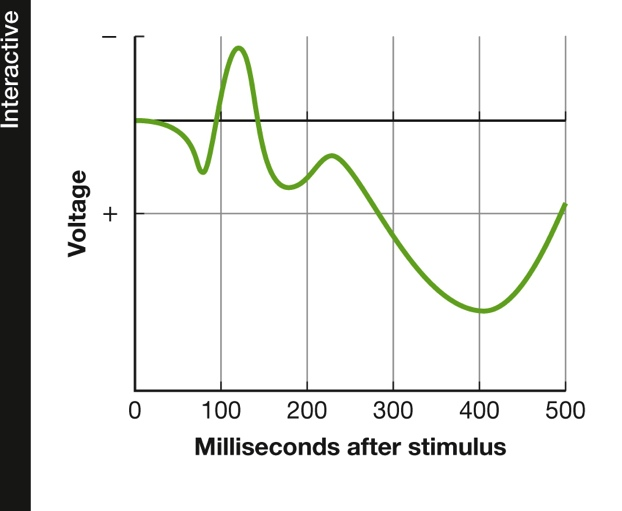 Interactive
−
+
Voltage
0 100 200 300 400 500
Milliseconds after stimulus